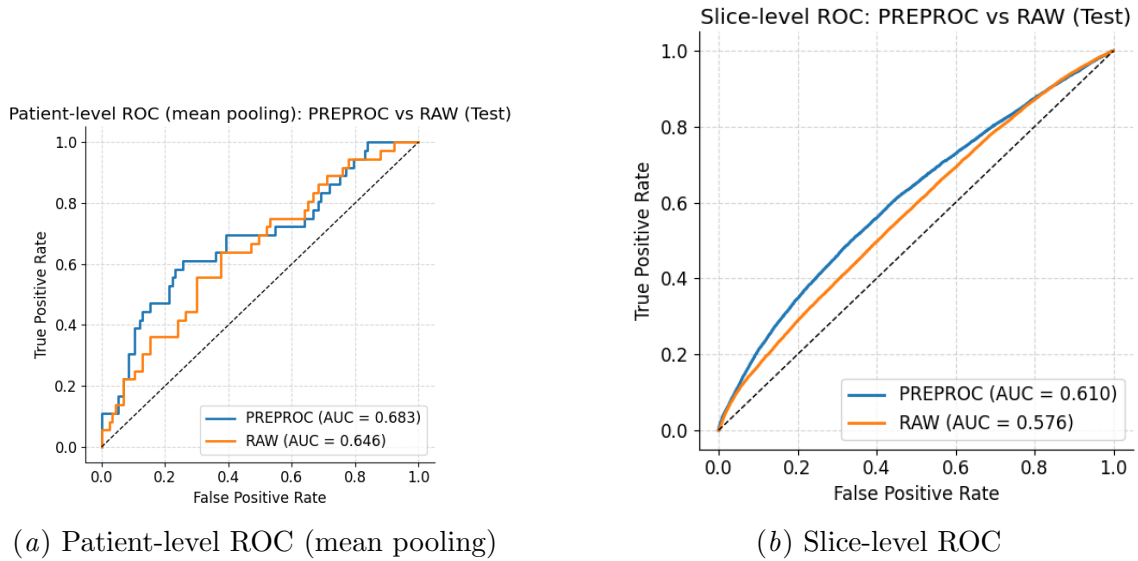 Patient-level ROC (mean pooling): PREPROC vs RAW (Test)
1.0
0.8
0.6
0.4
0.2
0.0
True Positive Rate
PREPROC (AUC = 0.683)
RAW (AUC = 0.646)
0.0 0.2 0.4 0.6 0.8 1.0
False Positive Rate
(a) Patient-level ROC (mean pooling)
Slice-level ROC: PREPROC vs RAW (Test)
1.0
0.8
0.6
0.4
0.2
0.0
True Positive Rate
PREPROC (AUC = 0.610)
RAW (AUC = 0.576)
0.0 0.2 0.4 0.6 0.8 1.0
False Positive Rate
(b) Slice-level ROC